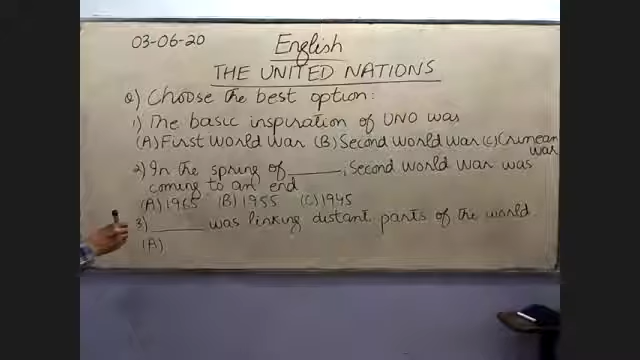 03-06-20 English
THE UNITED NATIONS
Q) Choose the best option:
1) The basic inspiration of UNO was
(A) First World War (B) Second World War (C) Crimean War
2) In the spring of ______, Second World War was
coming to an end
(A) 1965 (B) 1955 (C) 1945
3) ______ was linking distant parts of the world
(A)